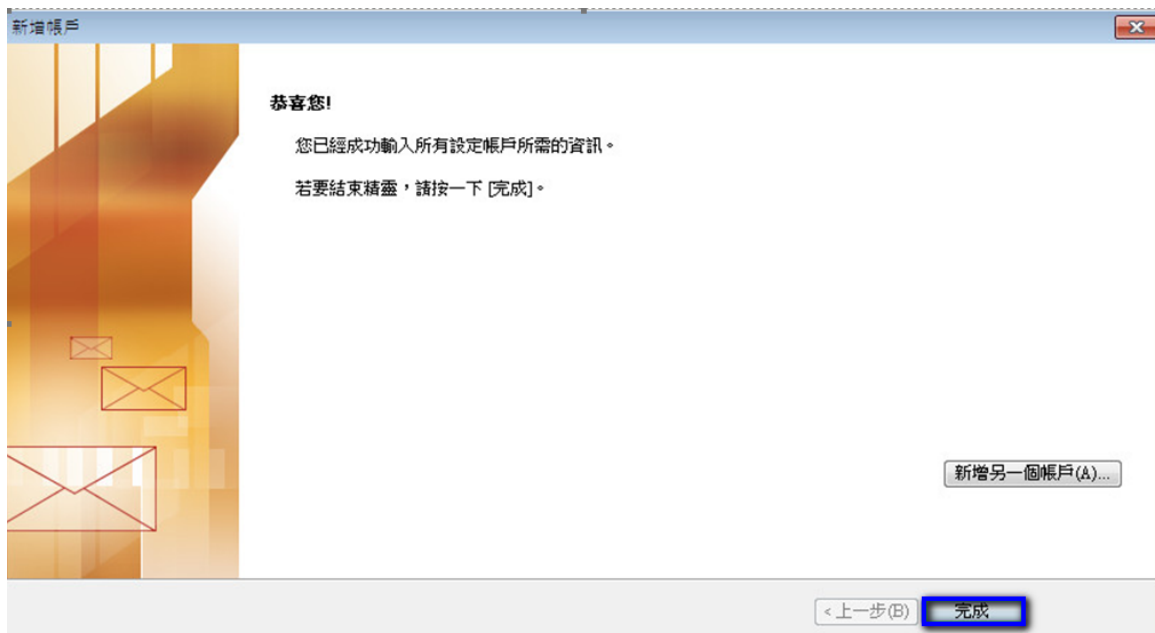 新增帳戶
恭喜您!
您已經成功輸入所有設定帳戶所需的資訊。
若要結束精靈，請按一下 [完成]。
新增另一個帳戶(A)...
<上一步(B)
完成